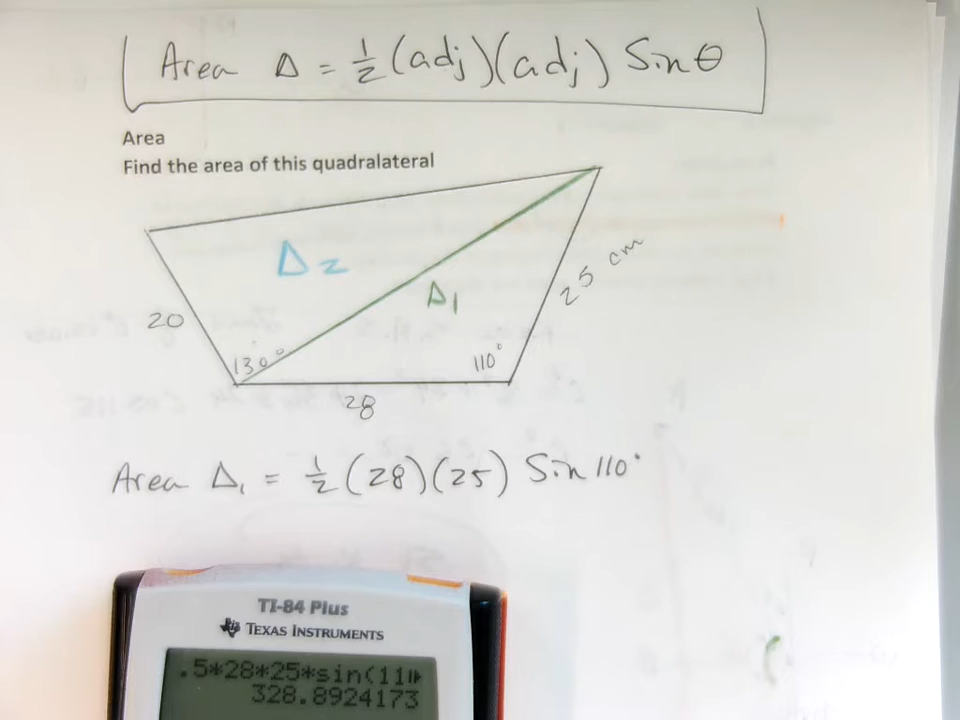 Area Δ = 1/2 (adj)(adj) Sin θ
Area
Find the area of this quadralateral
Δ2
Δ1
25 cm
20
130°
110°
28
Area Δ1 = 1/2 (28)(25) Sin 110°
TI-84 Plus
TEXAS INSTRUMENTS
.5*28*25*sin(11
328.8924173